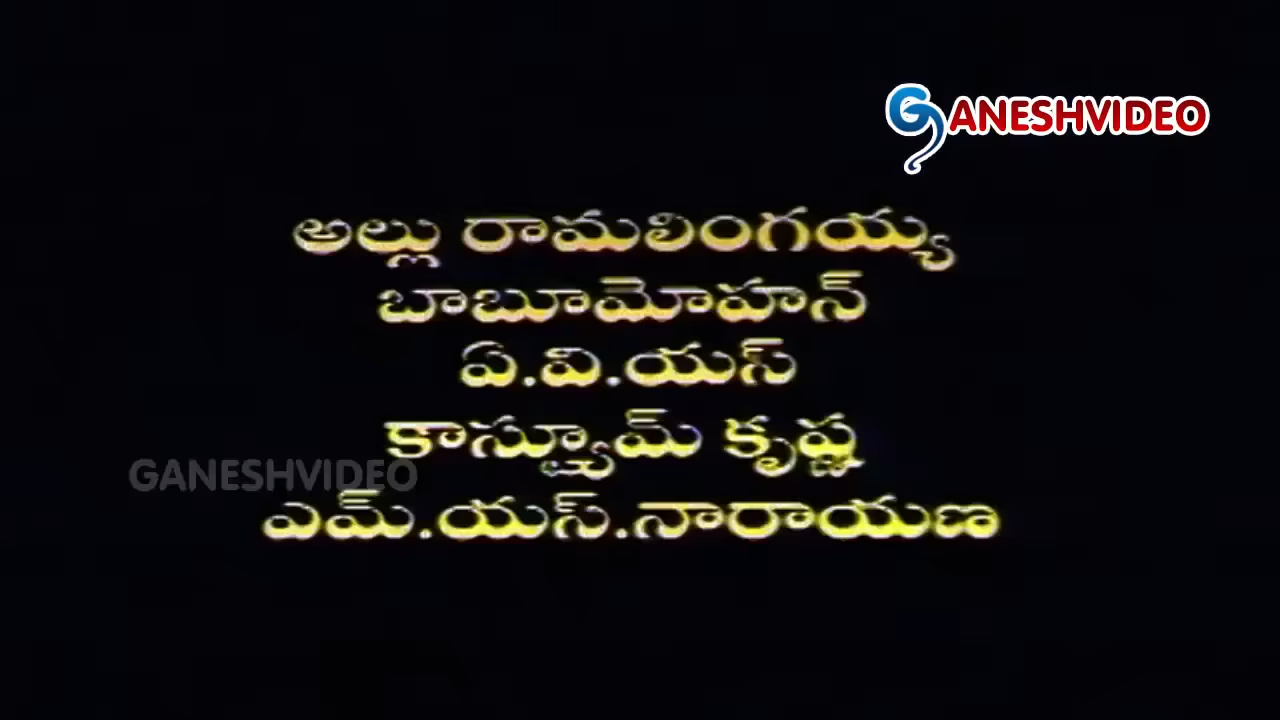 GANESHVIDEO
అల్లు రామలింగయ్య
బాబూమోహన్
ఏ.వి.యస్
కాస్ట్యూమ్ కృష్ణ
GANESHVIDEO
ఎమ్.యస్.నారాయణ